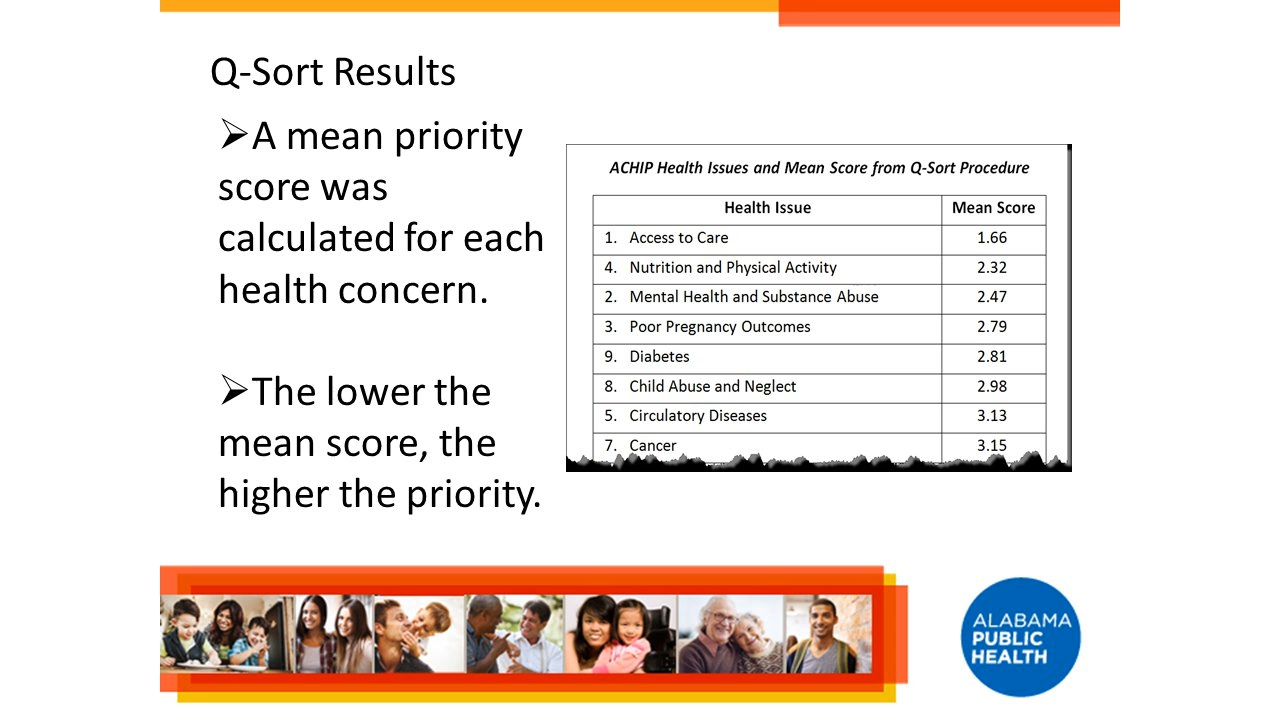 Q-Sort Results
➢A mean priority
score was
calculated for each
health concern.
➢The lower the
mean score, the
higher the priority.
ACHIP Health Issues and Mean Score from Q-Sort Procedure
Health Issue Mean Score
1. Access to Care 1.66
4. Nutrition and Physical Activity 2.32
2. Mental Health and Substance Abuse 2.47
3. Poor Pregnancy Outcomes 2.79
9. Diabetes 2.81
8. Child Abuse and Neglect 2.98
5. Circulatory Diseases 3.13
7. Cancer 3.15
ALABAMA
PUBLIC
HEALTH